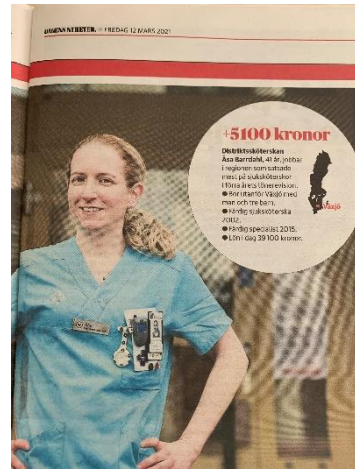 DAGENS NYHETER. FREDAG 12 MARS 2021
+5100 kronor
Distriktssköterskan
Åsa Barrdahl, 41 år, jobbar
i regionen som satsade
mest på sjuksköterskor
i förra årets lönerevision.
● Bor utanför Växjö med
man och tre barn.
● Färdig sjuksköterska
2002.
● Färdig specialist 2015.
● Lön i dag 39 100 kronor.
Växjö